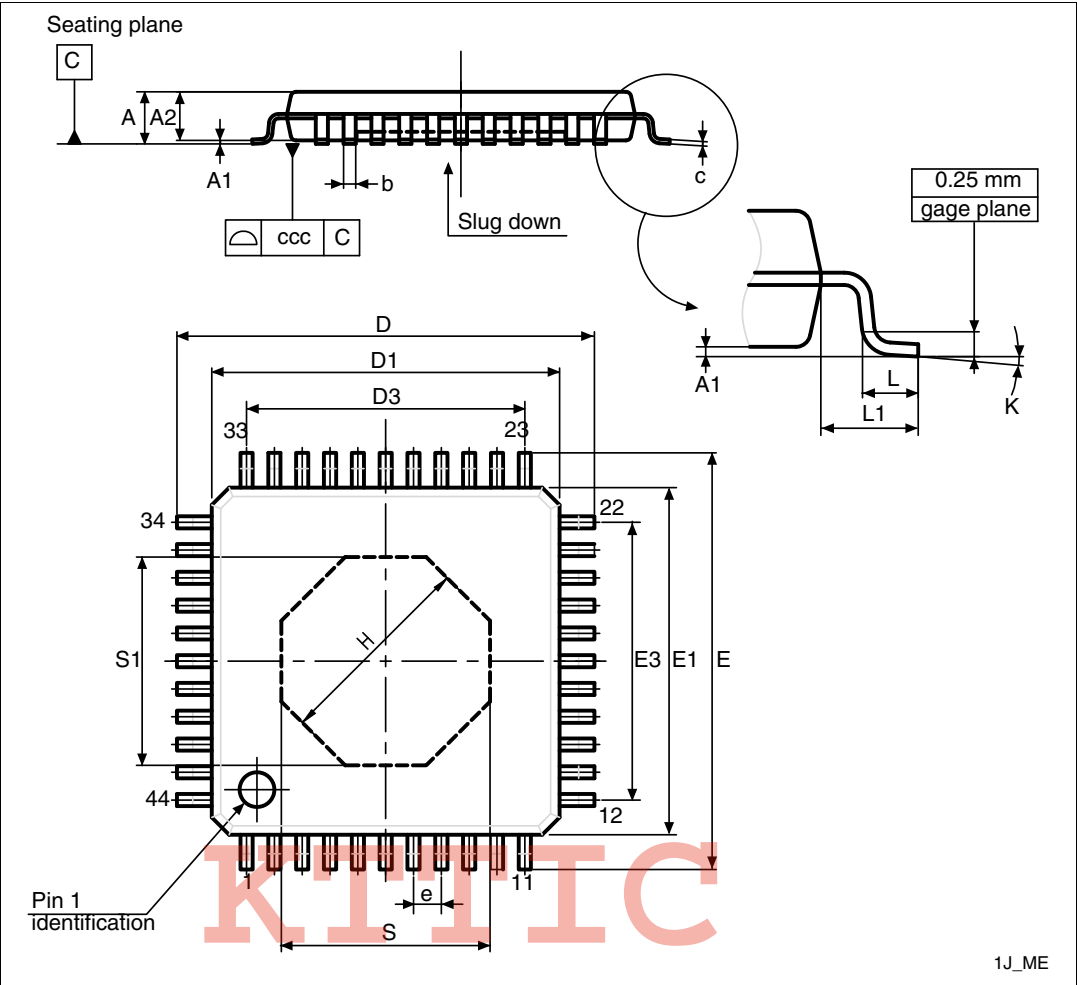 Seating plane
C
A
A2
A1
b
c
ccc
C
Slug down
0.25 mm
gage plane
A1
L
L1
K
D
D1
D3
33
23
34
22
S1
H
E3
E1
E
44
12
1
11
e
S
Pin 1
identification
KTTIC
1J_ME